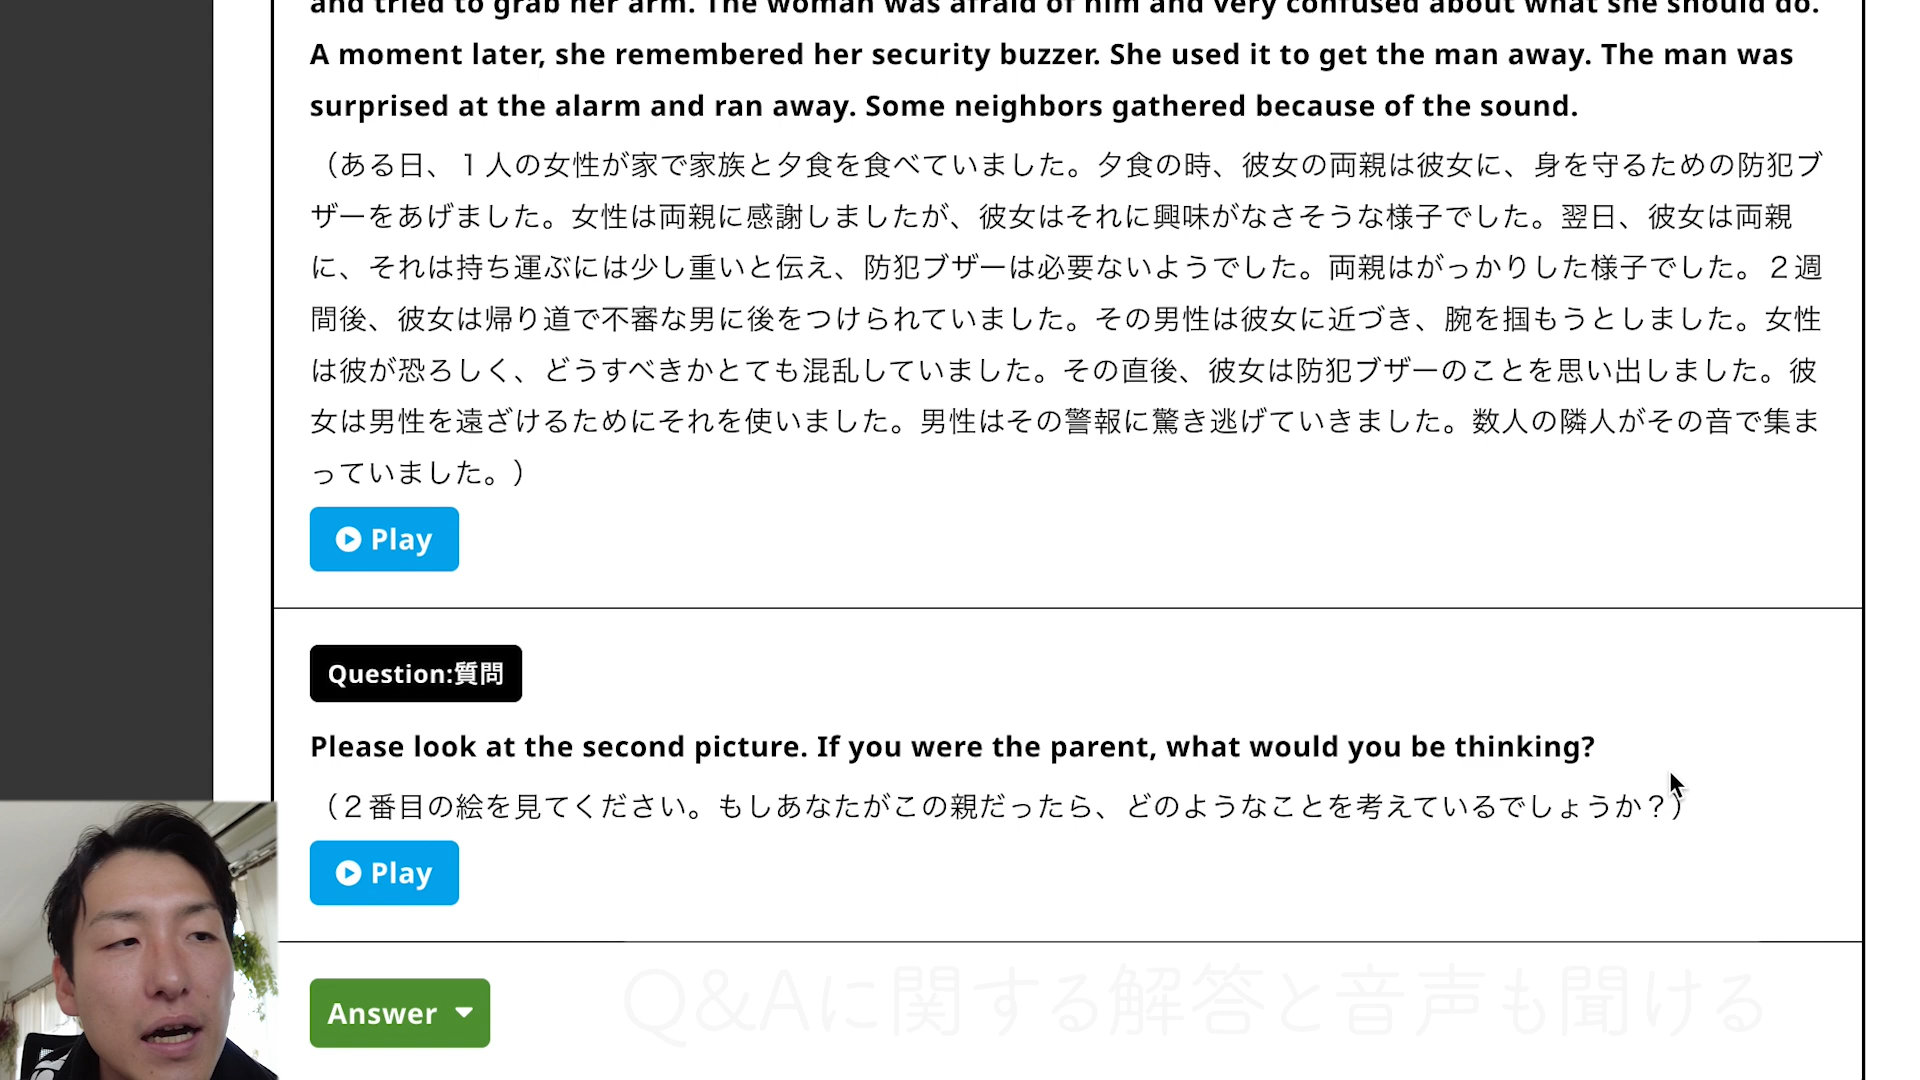 and tried to grab her arm. The woman was afraid of him and very confused about what she should do.
A moment later, she remembered her security buzzer. She used it to get the man away. The man was
surprised at the alarm and ran away. Some neighbors gathered because of the sound.
（ある日、１人の女性が家で家族と夕食を食べていました。夕食の時、彼女の両親は彼女に、身を守るための防犯ブ
ザーをあげました。女性は両親に感謝しましたが、彼女はそれに興味がなさそうな様子でした。翌日、彼女は両親
に、それは持ち運ぶには少し重いと伝え、防犯ブザーは必要ないようでした。両親はがっかりした様子でした。２週
間後、彼女は帰り道で不審な男に後をつけられていました。その男性は彼女に近づき、腕を掴もうとしました。女性
は彼が恐ろしく、どうすべきかとても混乱していました。その直後、彼女は防犯ブザーのことを思い出しました。彼
女は男性を遠ざけるためにそれを使いました。男性はその警報に驚き逃げていきました。数人の隣人がその音で集ま
っていました。）
Play
Question:質問
Please look at the second picture. If you were the parent, what would you be thinking?
（２番目の絵を見てください。もしあなたがこの親だったら、どのようなことを考えているでしょうか？）
Play
Answer
Q&Aに関する解答と音声も聞ける